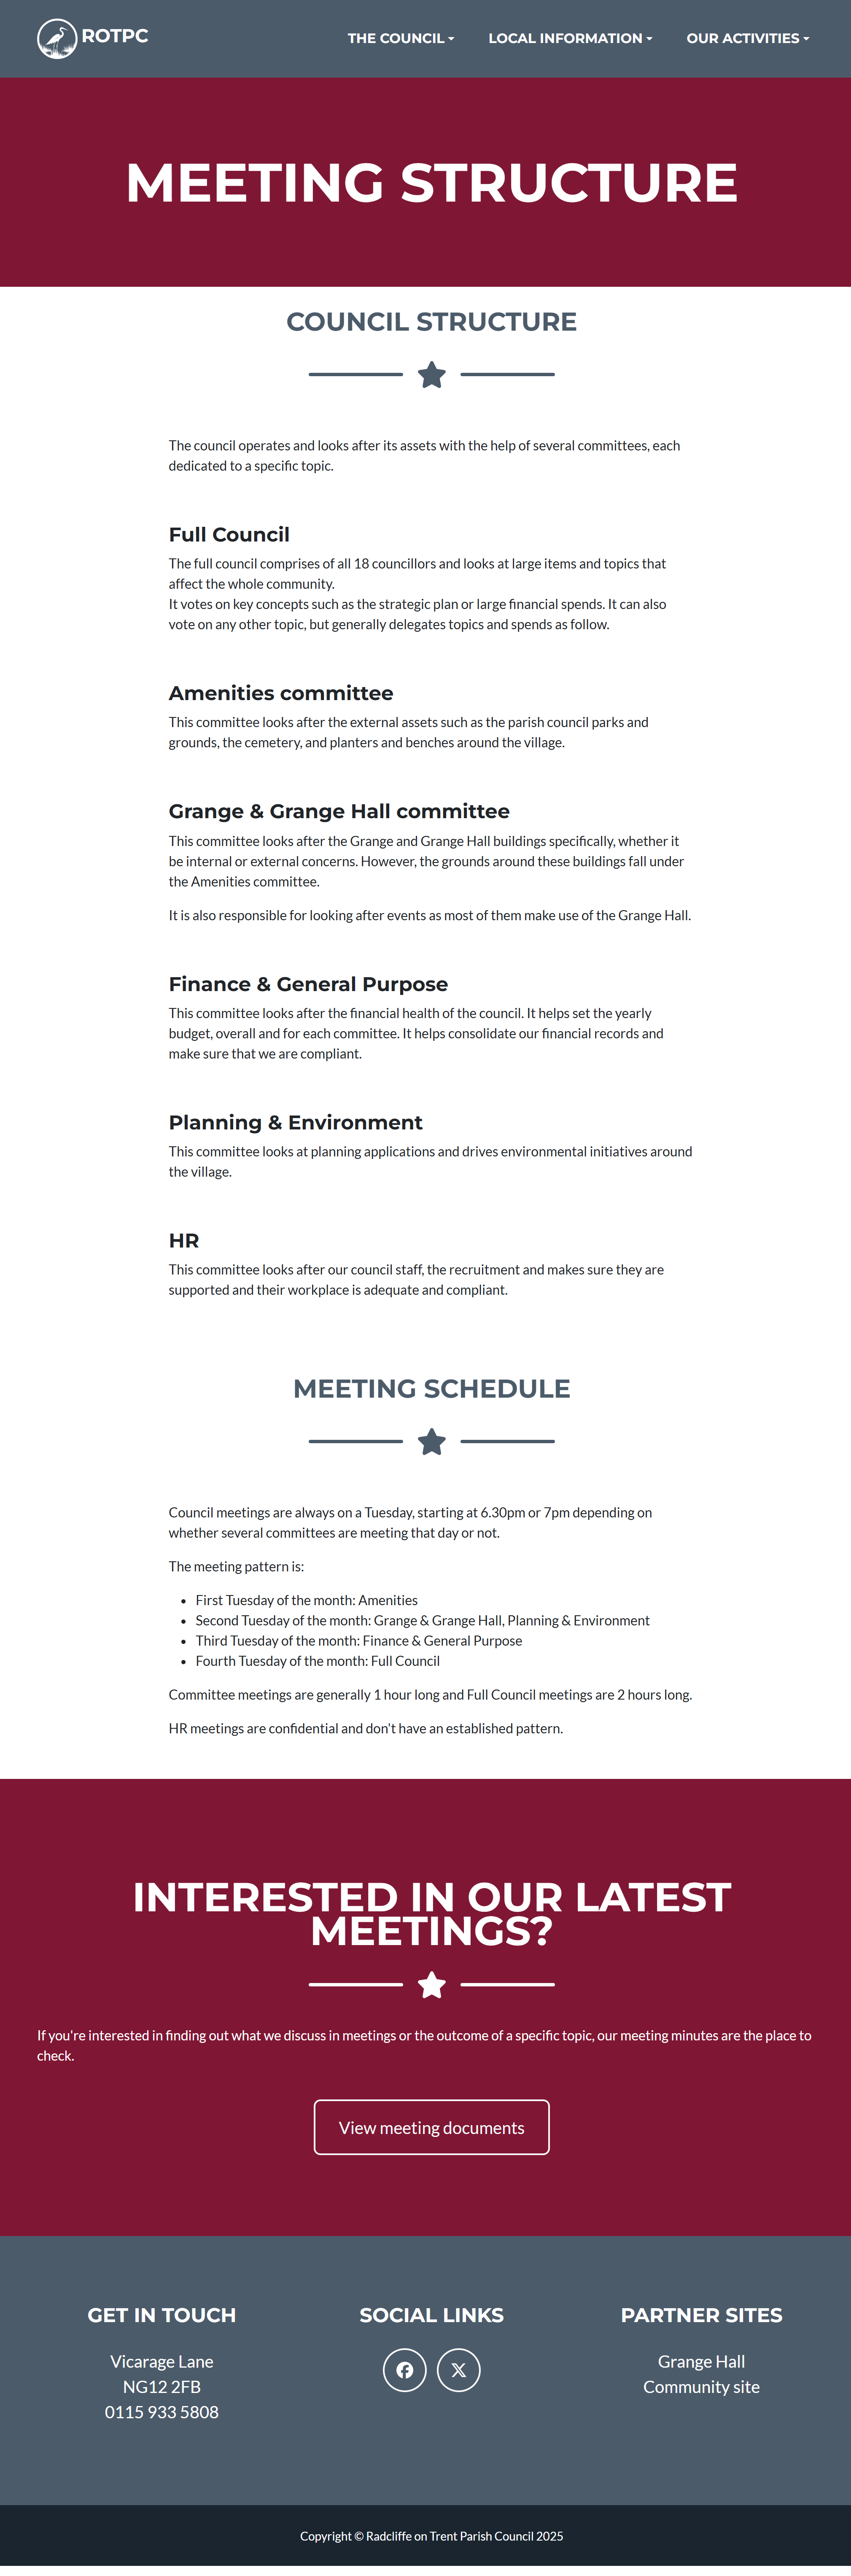 ROTPC
THE COUNCIL
LOCAL INFORMATION
OUR ACTIVITIES
MEETING STRUCTURE
COUNCIL STRUCTURE
The council operates and looks after its assets with the help of several committees, each
dedicated to a specific topic.
Full Council
The full council comprises of all 18 councillors and looks at large items and topics that
affect the whole community.
It votes on key concepts such as the strategic plan or large financial spends. It can also
vote on any other topic, but generally delegates topics and spends as follow.
Amenities committee
This committee looks after the external assets such as the parish council parks and
grounds, the cemetery, and planters and benches around the village.
Grange & Grange Hall committee
This committee looks after the Grange and Grange Hall buildings specifically, whether it
be internal or external concerns. However, the grounds around these buildings fall under
the Amenities committee.
It is also responsible for looking after events as most of them make use of the Grange Hall.
Finance & General Purpose
This committee looks after the financial health of the council. It helps set the yearly
budget, overall and for each committee. It helps consolidate our financial records and
make sure that we are compliant.
Planning & Environment
This committee looks at planning applications and drives environmental initiatives around
the village.
HR
This committee looks after our council staff, the recruitment and makes sure they are
supported and their workplace is adequate and compliant.
MEETING SCHEDULE
Council meetings are always on a Tuesday, starting at 6.30pm or 7pm depending on
whether several committees are meeting that day or not.
The meeting pattern is:
• First Tuesday of the month: Amenities
• Second Tuesday of the month: Grange & Grange Hall, Planning & Environment
• Third Tuesday of the month: Finance & General Purpose
• Fourth Tuesday of the month: Full Council
Committee meetings are generally 1 hour long and Full Council meetings are 2 hours long.
HR meetings are confidential and don't have an established pattern.
INTERESTED IN OUR LATEST
MEETINGS?
If you're interested in finding out what we discuss in meetings or the outcome of a specific topic, our meeting minutes are the place to
check.
View meeting documents
GET IN TOUCH
Vicarage Lane
NG12 2FB
0115 933 5808
SOCIAL LINKS
PARTNER SITES
Grange Hall
Community site
Copyright © Radcliffe on Trent Parish Council 2025